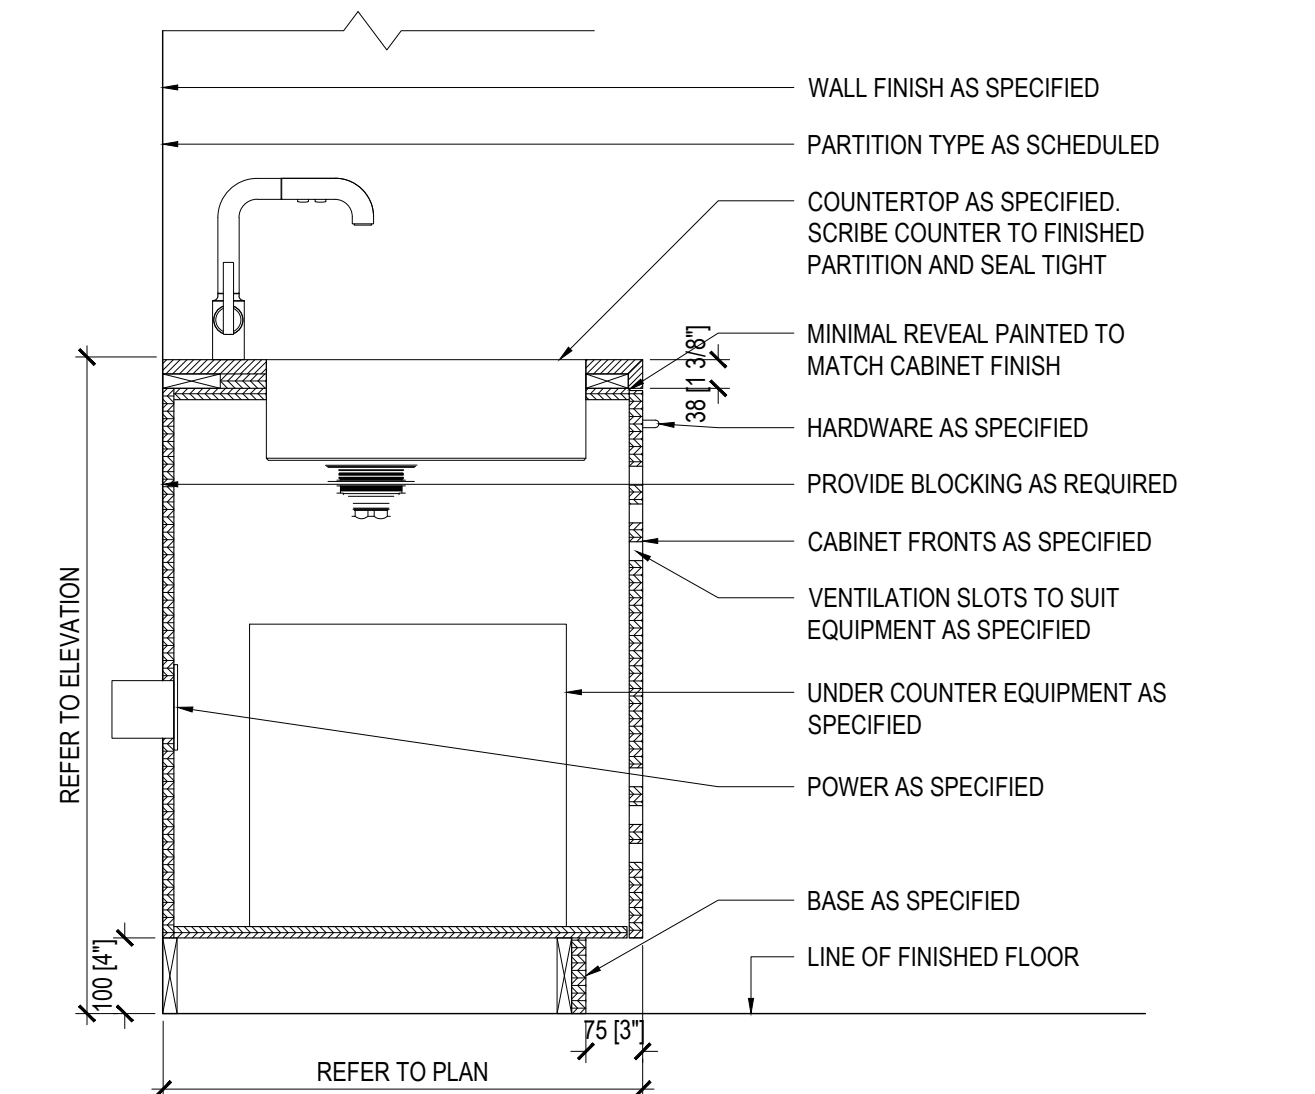 WALL FINISH AS SPECIFIED
PARTITION TYPE AS SCHEDULED
COUNTERTOP AS SPECIFIED.
SCRIBE COUNTER TO FINISHED
PARTITION AND SEAL TIGHT
MINIMAL REVEAL PAINTED TO
MATCH CABINET FINISH
38 [1 3/8"]
HARDWARE AS SPECIFIED
PROVIDE BLOCKING AS REQUIRED
CABINET FRONTS AS SPECIFIED
VENTILATION SLOTS TO SUIT
EQUIPMENT AS SPECIFIED
UNDER COUNTER EQUIPMENT AS
SPECIFIED
POWER AS SPECIFIED
BASE AS SPECIFIED
LINE OF FINISHED FLOOR
REFER TO ELEVATION
100 [4"]
75 [3"]
REFER TO PLAN